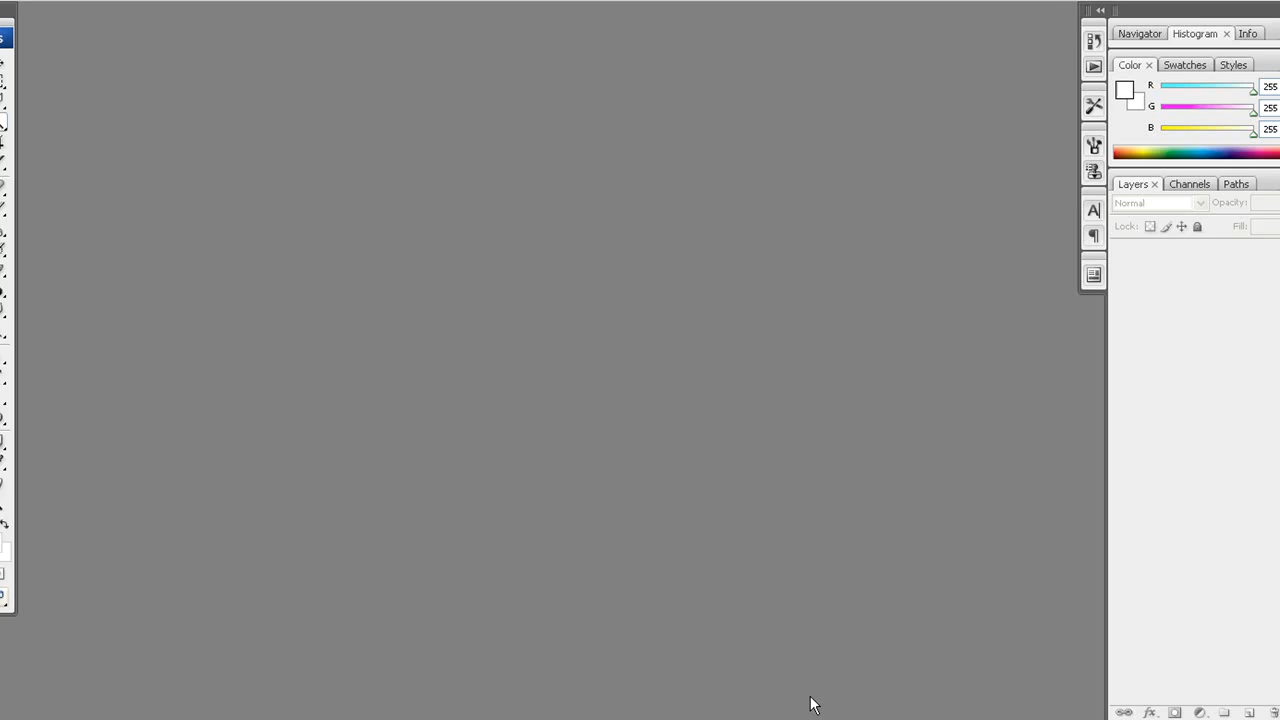 Navigator Histogram Info
Color Swatches Styles
R 255
G 255
B 255
Layers Channels Paths
Normal Opacity:
Lock: Fill: